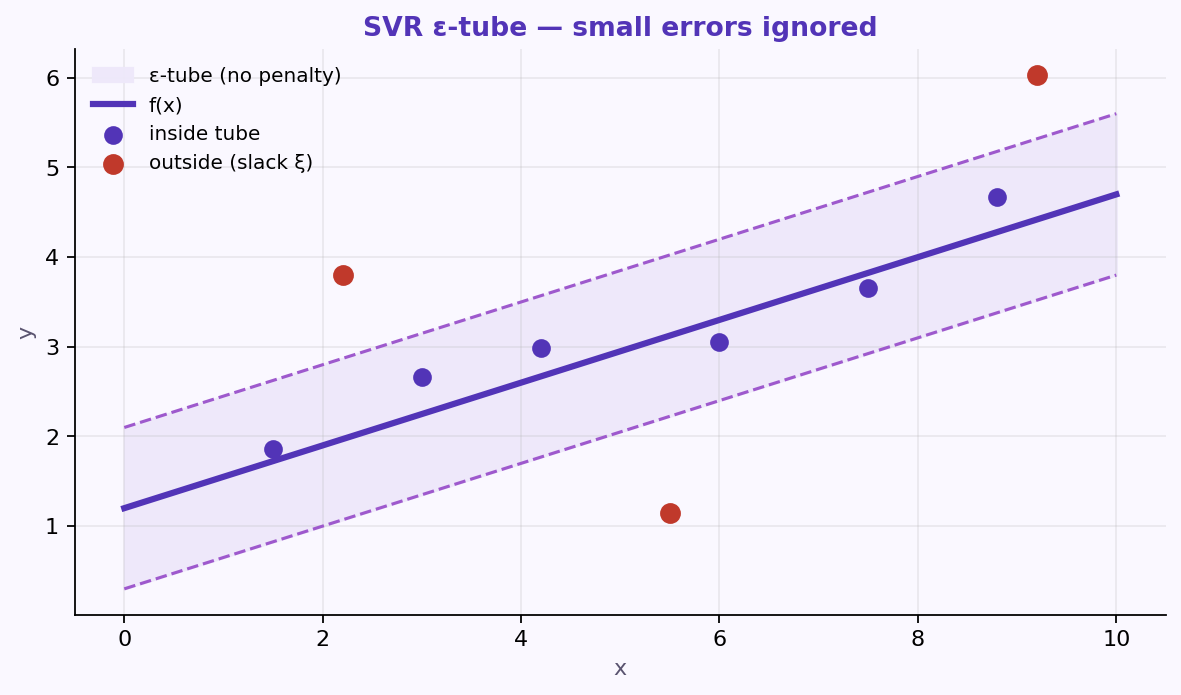 SVR ε-tube — small errors ignored
ε-tube (no penalty)
f(x)
inside tube
outside (slack ξ)
6
5
4
3
2
1
y
0 2 4 6 8 10
x